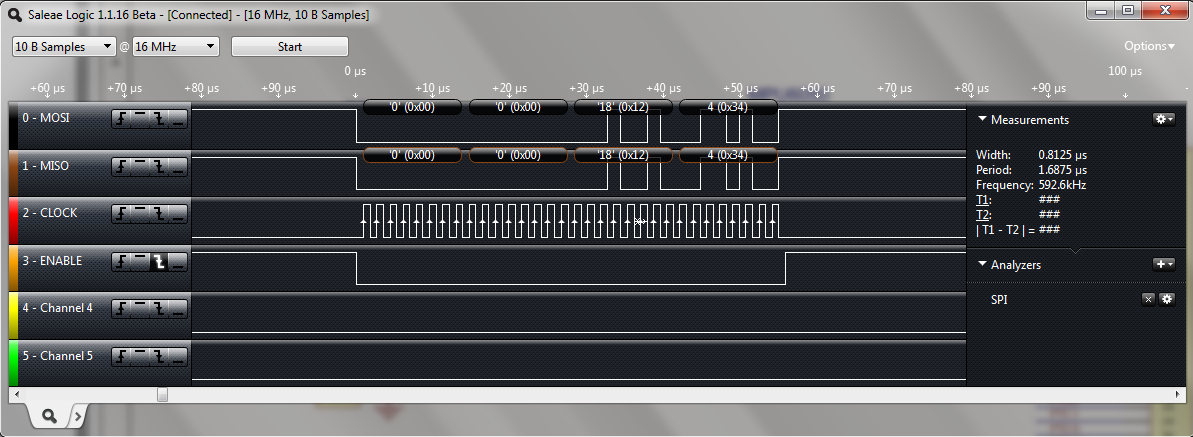 Saleae Logic 1.1.16 Beta - [Connected] - [16 MHz, 10 B Samples]
10 B Samples @ 16 MHz Start Options
0 µs 100 µs
+60 µs +70 µs +80 µs +90 µs +10 µs +20 µs +30 µs +40 µs +50 µs +60 µs +70 µs +80 µs +90 µs +10 µs
0 - MOSI '0' (0x00) '0' (0x00) '18' (0x12) 4 (0x34)
1 - MISO '0' (0x00) '0' (0x00) '18' (0x12) 4 (0x34)
2 - CLOCK
3 - ENABLE
4 - Channel 4
5 - Channel 5
Measurements
Width: 0.8125 µs
Period: 1.6875 µs
Frequency: 592.6kHz
T1: ###
T2: ###
| T1 - T2 | = ###
Analyzers
SPI